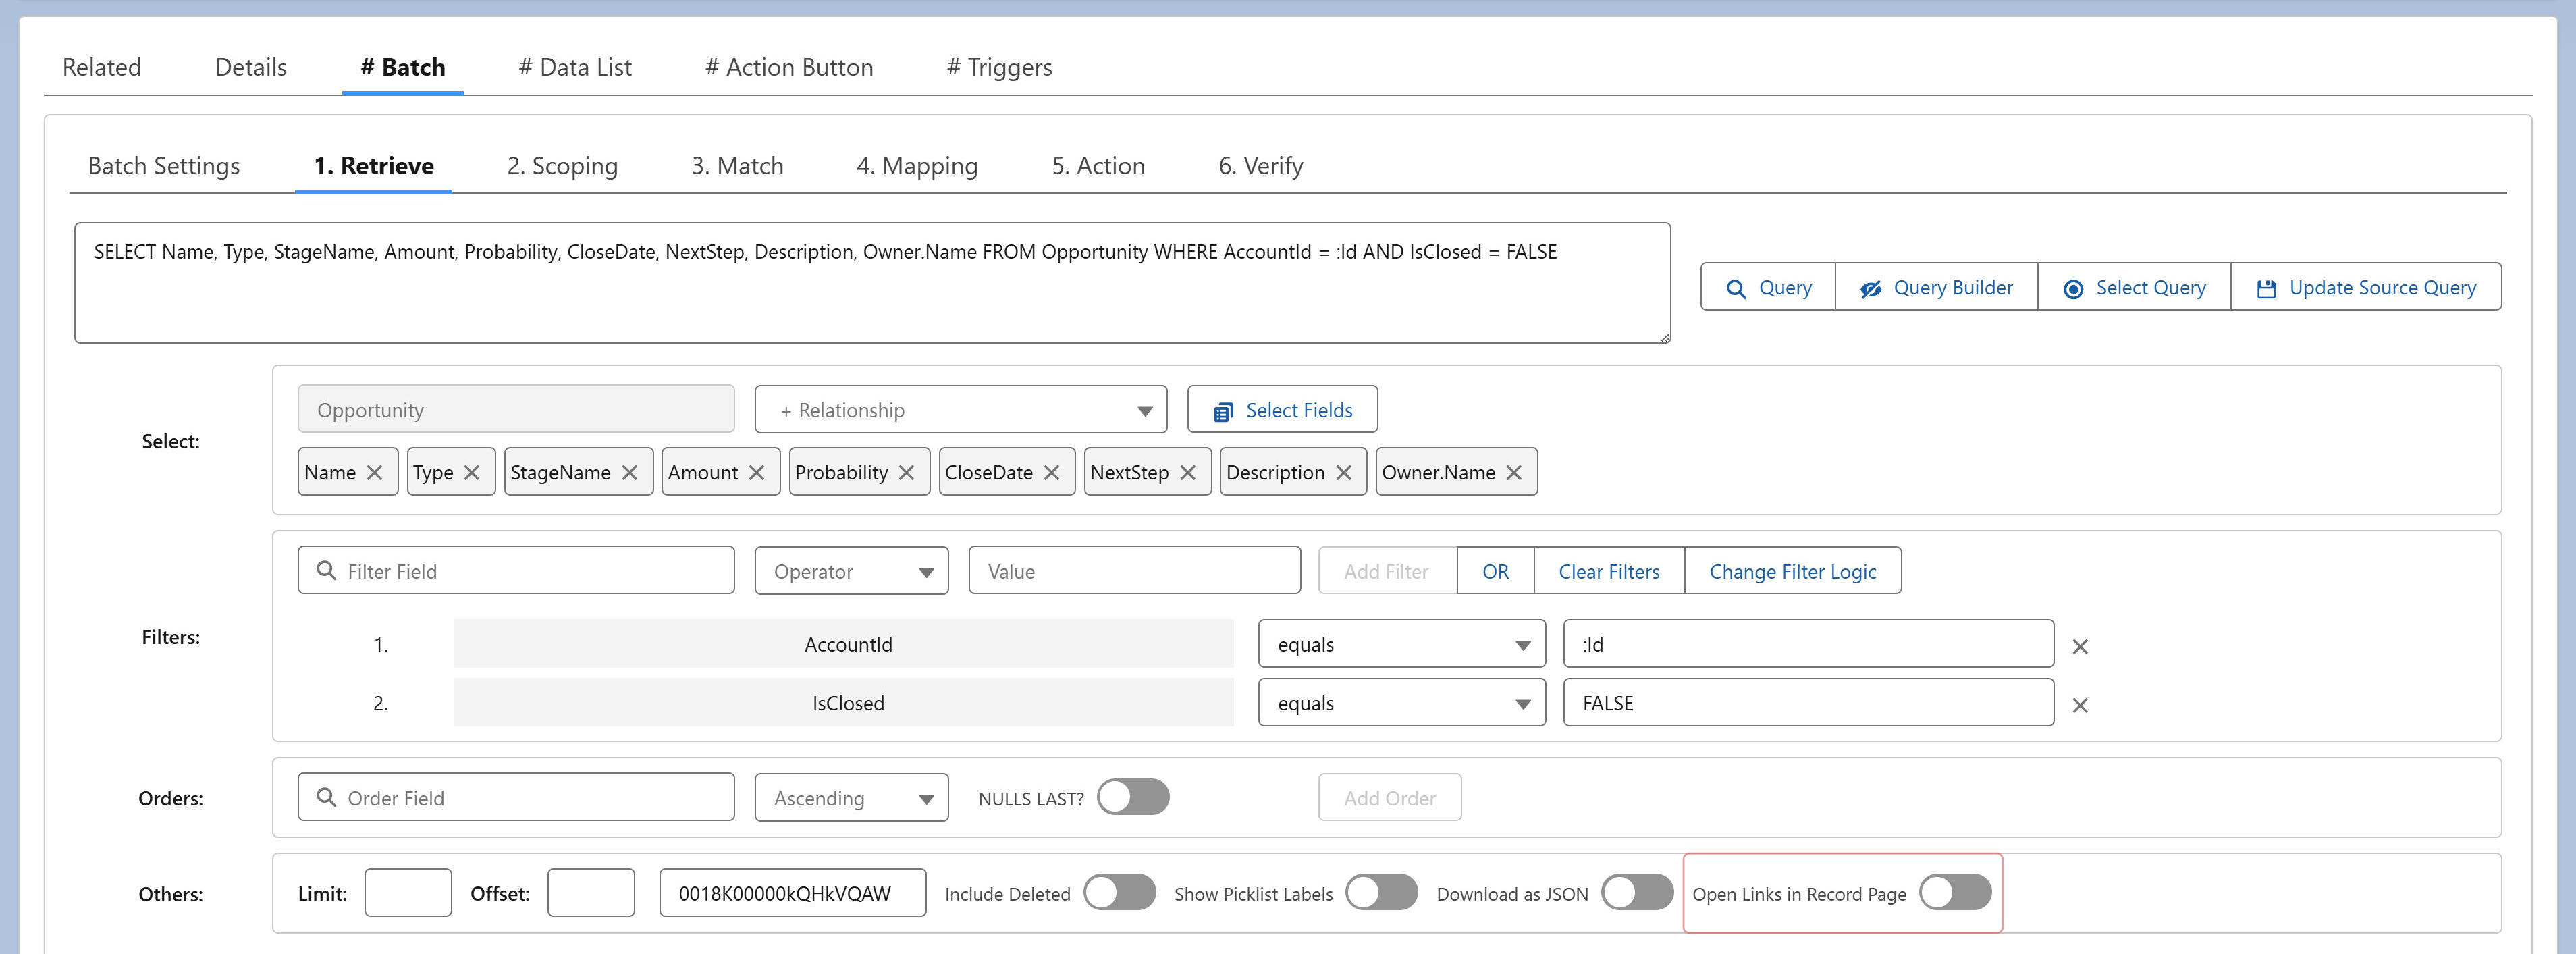 Related Details # Batch # Data List # Action Button # Triggers
Batch Settings 1. Retrieve 2. Scoping 3. Match 4. Mapping 5. Action 6. Verify
SELECT Name, Type, StageName, Amount, Probability, CloseDate, NextStep, Description, Owner.Name FROM Opportunity WHERE AccountId = :Id AND IsClosed = FALSE
Query Query Builder Select Query Update Source Query
Select:
Opportunity + Relationship Select Fields
Name Type StageName Amount Probability CloseDate NextStep Description Owner.Name
Filters:
Filter Field Operator Value Add Filter OR Clear Filters Change Filter Logic
1. AccountId equals :Id
2. IsClosed equals FALSE
Orders: Order Field Ascending NULLS LAST? Add Order
Others: Limit: Offset: 0018K00000kQHkVQAW Include Deleted Show Picklist Labels Download as JSON Open Links in Record Page